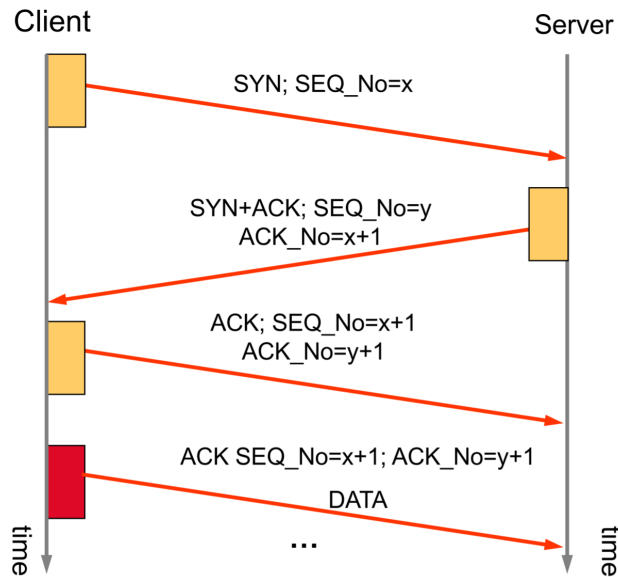 Client
Server
SYN; SEQ_No=x
SYN+ACK; SEQ_No=y
ACK_No=x+1
ACK; SEQ_No=x+1
ACK_No=y+1
ACK SEQ_No=x+1; ACK_No=y+1
DATA
...
time
time